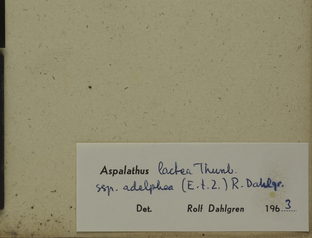 Aspalathus lactea Thunb.
ssp. adelphea (E.+Z.) R. Dahlgr.
Det. Rolf Dahlgren 1963